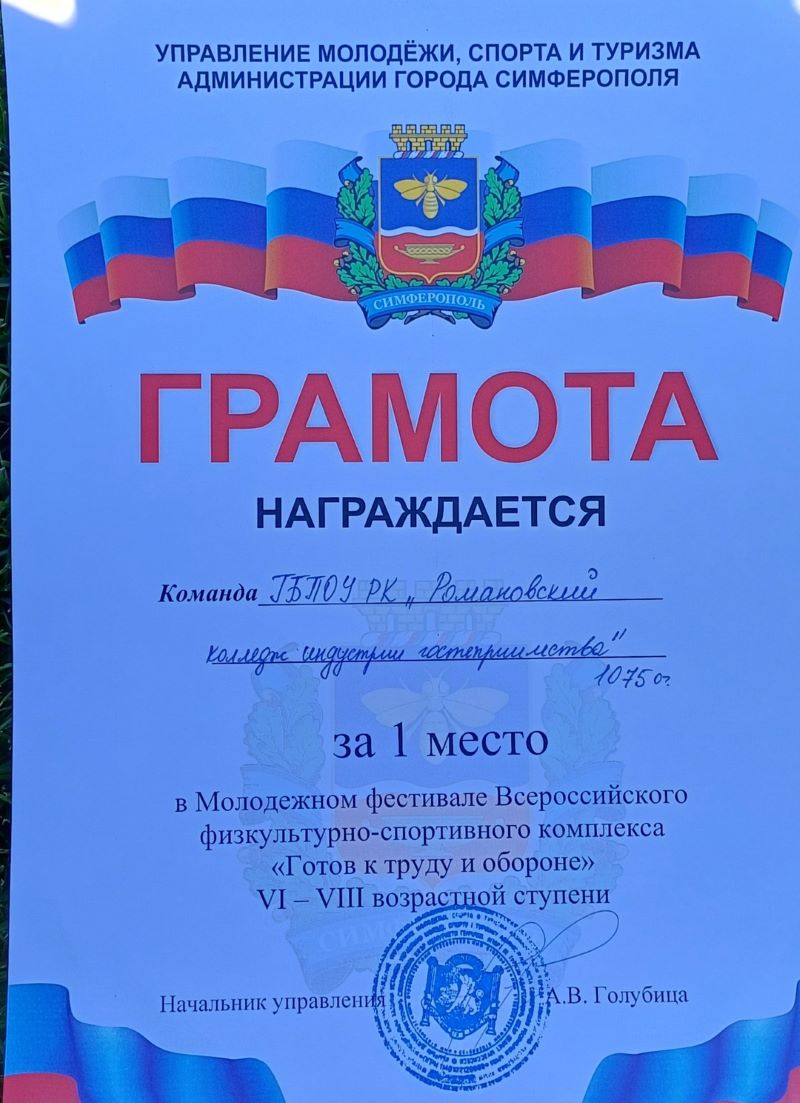 УПРАВЛЕНИЕ МОЛОДЁЖИ, СПОРТА И ТУРИЗМА
АДМИНИСТРАЦИИ ГОРОДА СИМФЕРОПОЛЯ
СИМФЕРОПОЛЬ
ГРАМОТА
НАГРАЖДАЕТСЯ
Команда ГБПОУ РК „Романовский
колледж индустрии гостеприимства"
1075 о.
за 1 место
в Молодежном фестивале Всероссийского
физкультурно-спортивного комплекса
«Готов к труду и обороне»
VI – VIII возрастной ступени
Начальник управления А.В. Голубица